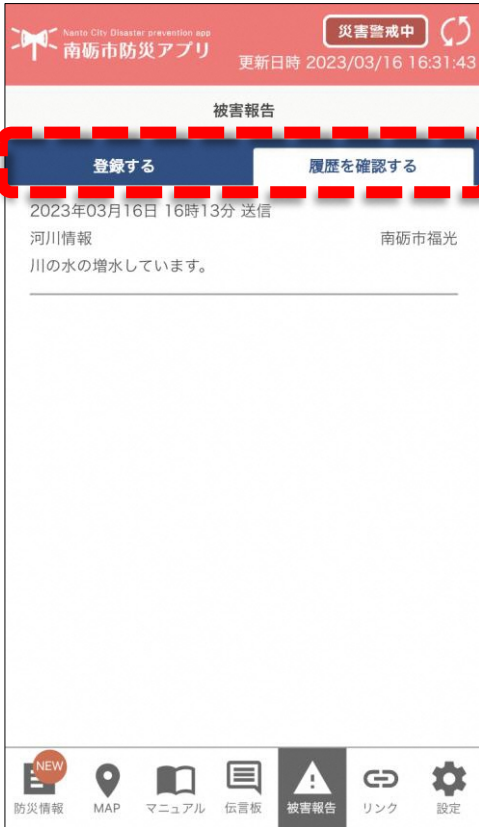 Nanto City Disaster prevention app
南砺市防災アプリ
災害警戒中
更新日時 2023/03/16 16:31:43
被害報告
登録する
履歴を確認する
2023年03月16日 16時13分 送信
河川情報 南砺市福光
川の水の増水しています。
NEW
防災情報 MAP マニュアル 伝言板 被害報告 リンク 設定